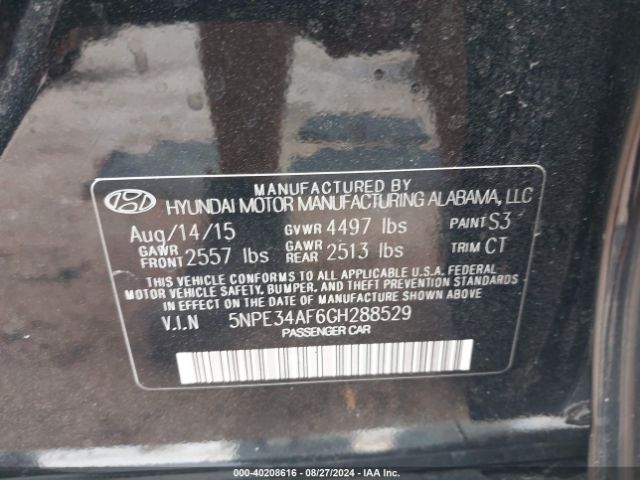 MANUFACTURED BY
HYUNDAI MOTOR MANUFACTURING ALABAMA, LLC
Aug/14/15 GVWR 4497 lbs PAINT S3
GAWR FRONT 2557 lbs GAWR REAR 2513 lbs TRIM CT
THIS VEHICLE CONFORMS TO ALL APPLICABLE U.S.A. FEDERAL
MOTOR VEHICLE SAFETY, BUMPER, AND THEFT PREVENTION STANDARDS
IN EFFECT ON THE DATE OF MANUFACTURE SHOWN ABOVE
V.I.N 5NPE34AF6GH288529
PASSENGER CAR
000-40208616 - 08/27/2024 - IAA Inc.